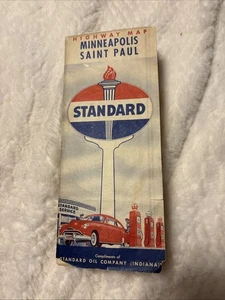 HIGHWAY MAP
MINNEAPOLIS
SAINT PAUL
STANDARD
STANDARD
SERVICE
Compliments of
STANDARD OIL COMPANY (INDIANA)